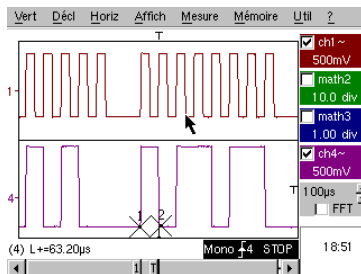 Vert Décl Horiz Affich Mesure Mémoire Util ?
T
ch1~
500mV
math2
10.0 div
math3
1.00 div
ch4~
500mV
1-
4-
1 2
T
100µs
FFT
(4) L+=63.20µs Mono 4 STOP
18:51
1 T